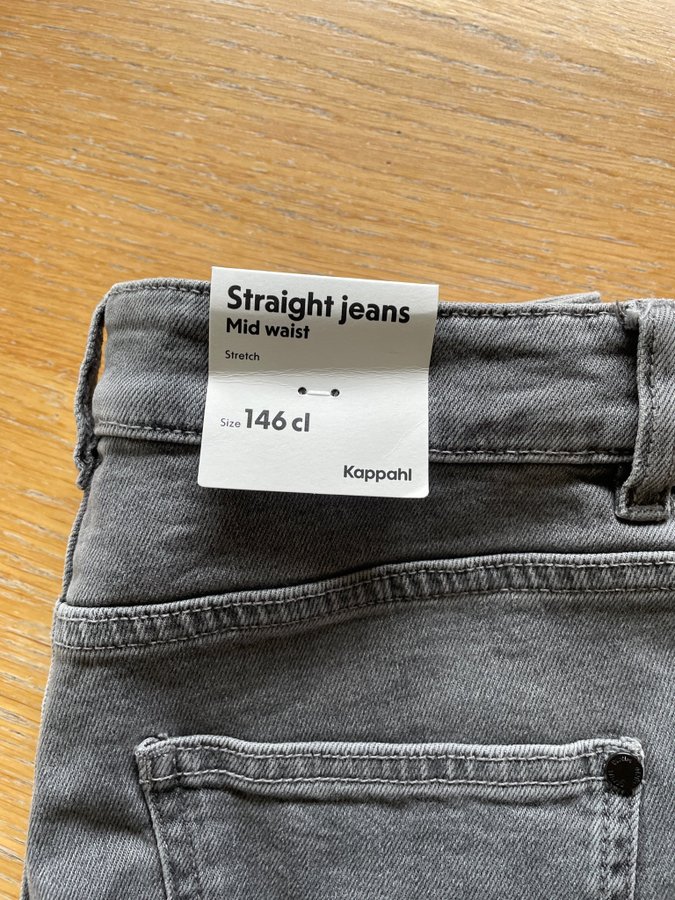 Straight jeans
Mid waist
Stretch
Size 146 cl
Kappahl